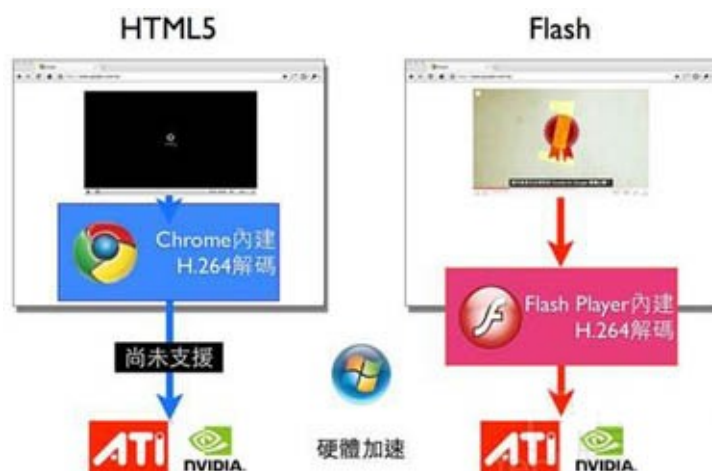 HTML5
Flash
Chrome內建
H.264解碼
Flash Player內建
H.264解碼
尚未支援
硬體加速
ATI
NVIDIA.
ATI
NVIDIA.